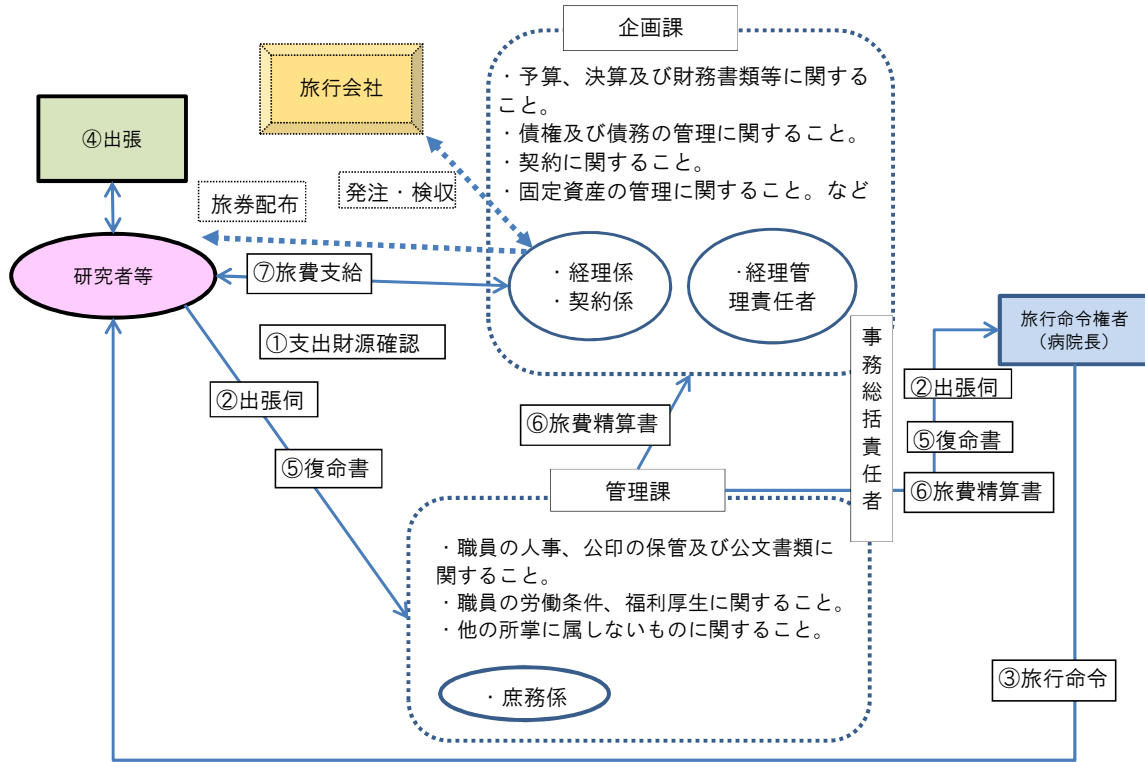 企画課
・予算、決算及び財務書類等に関する
こと。
・債権及び債務の管理に関すること。
・契約に関すること。
・固定資産の管理に関すること。など
旅行会社
④出張
発注・検収
旅券配布
研究者等
⑦旅費支給
・経理係
・契約係
・経理管
理責任者
①支出財源確認
旅行命令権者
（病院長）
事務総括責任者
②出張伺
②出張伺
⑥旅費精算書
⑤復命書
⑤復命書
⑥旅費精算書
管理課
・職員の人事、公印の保管及び公文書類に
関すること。
・職員の労働条件、福利厚生に関すること。
・他の所掌に属しないものに関すること。
・庶務係
③旅行命令